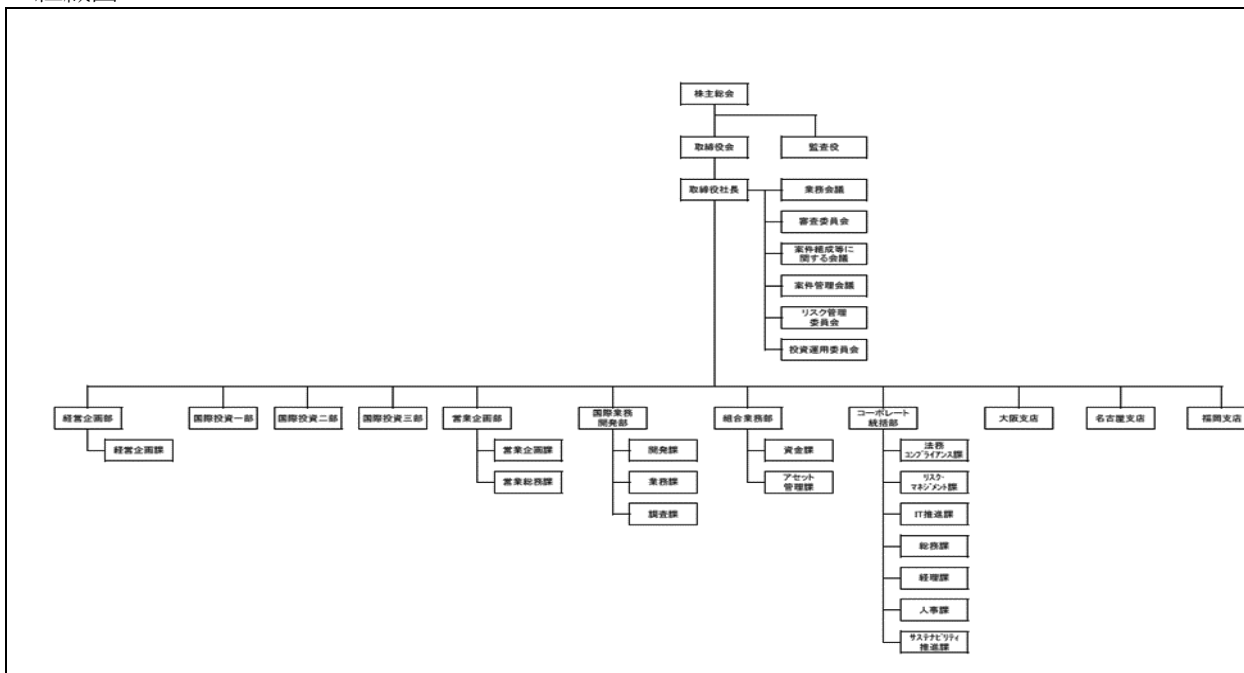 株主総会
取締役会
監査役
取締役社長
業務会議
審査委員会
案件組成等に
関する会議
案件管理会議
リスク管理
委員会
投資運用委員会
経営企画部
国際投資一部
国際投資二部
国際投資三部
営業企画部
国際業務
開発部
組合業務部
コーポレート
統括部
大阪支店
名古屋支店
福岡支店
経営企画課
営業企画課
営業総務課
開発課
業務課
調査課
資金課
アセット
管理課
法務
コンプライアンス課
リスク・
マネジメント課
IT推進課
総務課
経理課
人事課
サステナビリティ
推進課